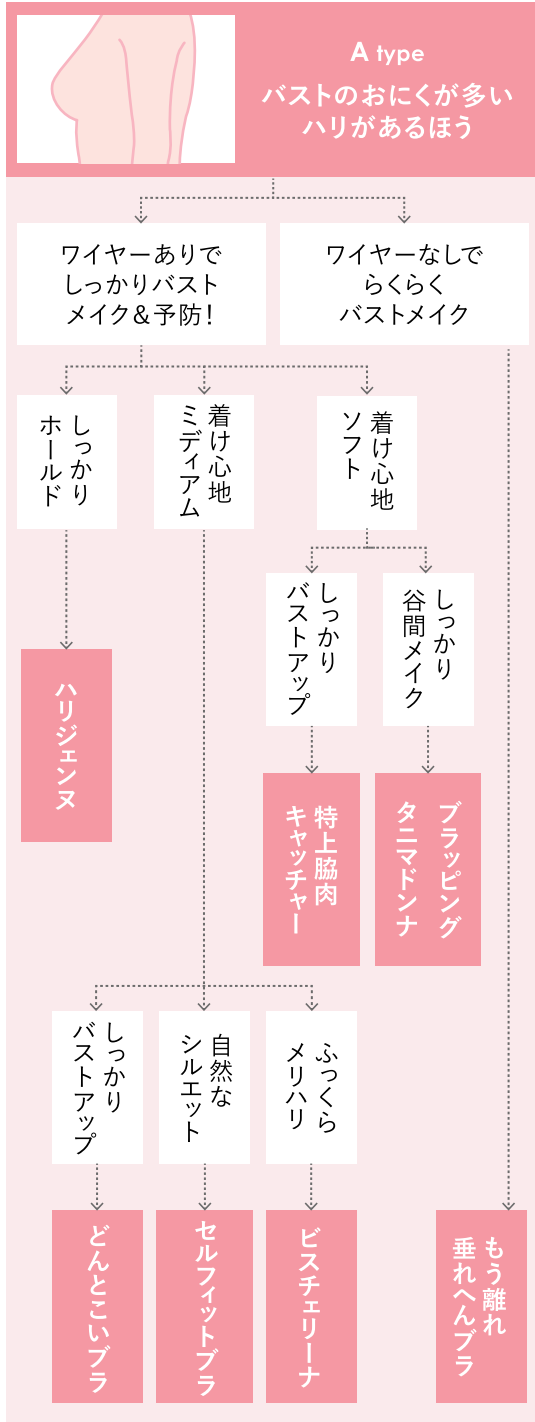 A type
バストのおにくが多い
ハリがあるほう
ワイヤーありで
しっかりバスト
メイク&予防!
ワイヤーなしで
らくらく
バストメイク
しっかり
ホールド
着け心地
ミディアム
着け心地
ソフト
しっかり
バストアップ
しっかり
谷間メイク
ハリジェンヌ
特上脇肉
キャッチャー
ブラッピング
タニマドンナ
しっかり
バストアップ
自然な
シルエット
ふっくら
メリハリ
どんとこいブラ
セルフィットブラ
ビスチェリーナ
もう離れ
垂れへんブラ